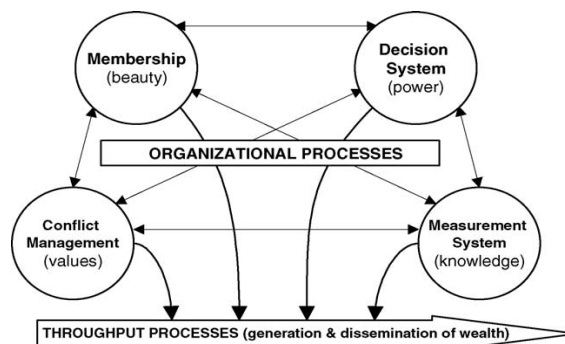 Membership
(beauty)
Decision
System
(power)
ORGANIZATIONAL PROCESSES
Conflict
Management
(values)
Measurement
System
(knowledge)
THROUGHPUT PROCESSES (generation & dissemination of wealth)